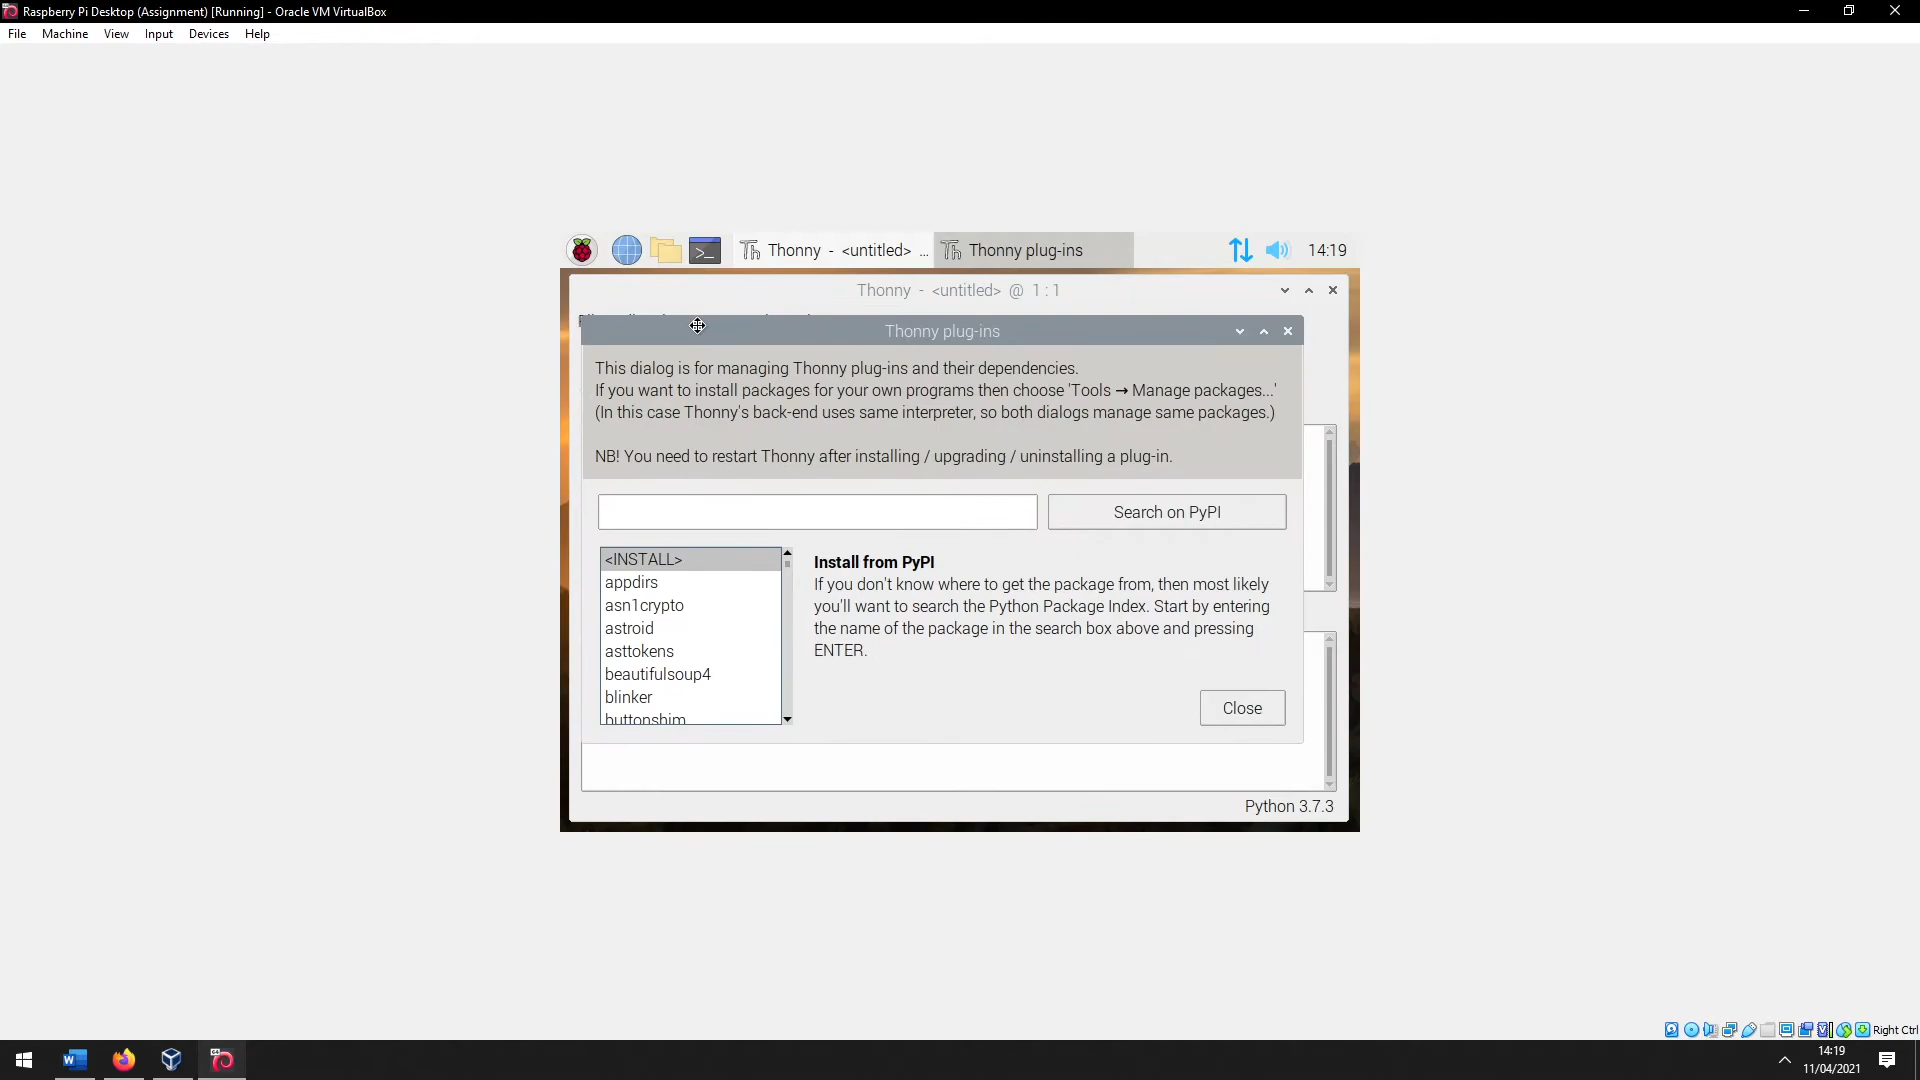 Raspberry Pi Desktop (Assignment) [Running] - Oracle VM VirtualBox
File Machine View Input Devices Help
Thonny - <untitled> ...
Thonny plug-ins
14:19
Thonny - <untitled> @ 1 : 1
Thonny plug-ins
This dialog is for managing Thonny plug-ins and their dependencies.
If you want to install packages for your own programs then choose 'Tools → Manage packages...'
(In this case Thonny's back-end uses same interpreter, so both dialogs manage same packages.)
NB! You need to restart Thonny after installing / upgrading / uninstalling a plug-in.
Search on PyPI
<INSTALL>
appdirs
asn1crypto
astroid
asttokens
beautifulsoup4
blinker
buttonshim
Install from PyPI
If you don't know where to get the package from, then most likely
you'll want to search the Python Package Index. Start by entering
the name of the package in the search box above and pressing
ENTER.
Close
Python 3.7.3
Right Ctrl
14:19
11/04/2021